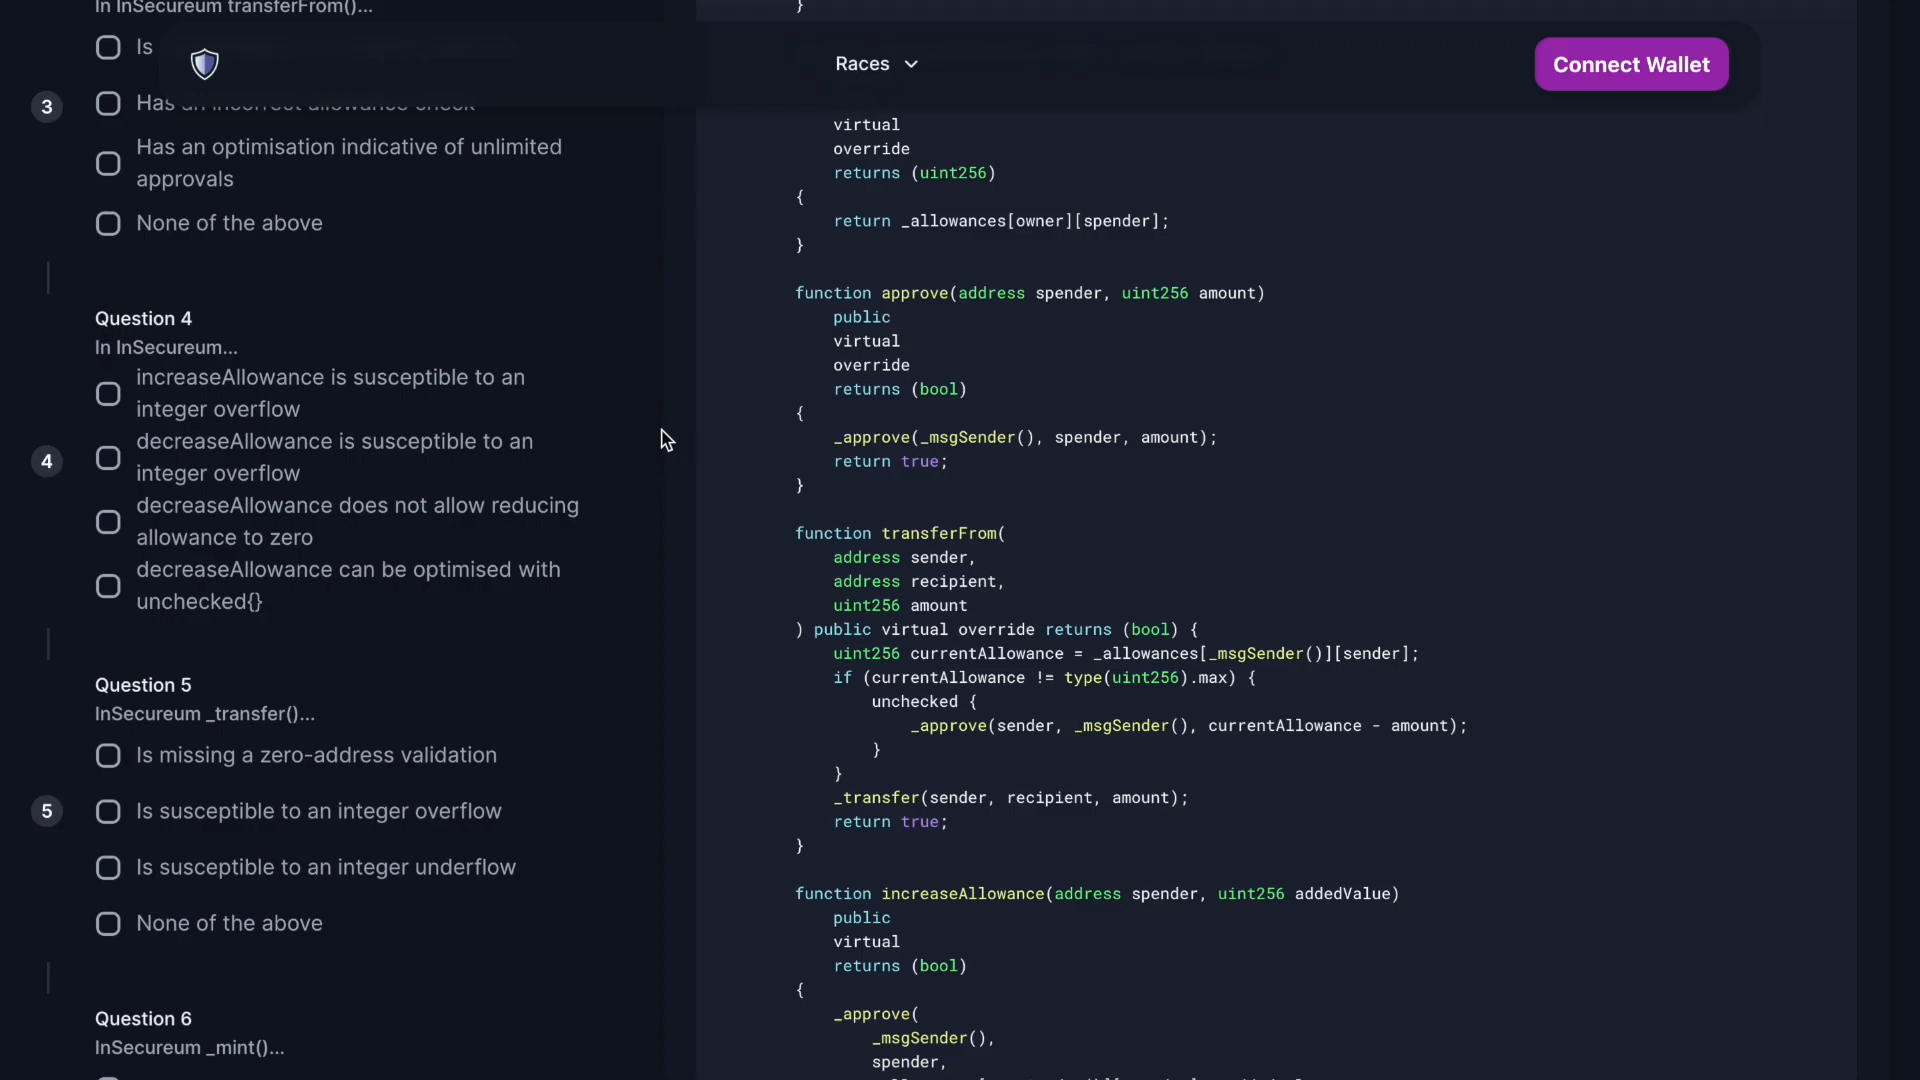 In InSecureum transferFrom()...
Is
Races
Connect Wallet
3
Has an incorrect allowance check
Has an optimisation indicative of unlimited
approvals
None of the above
Question 4
In InSecureum...
increaseAllowance is susceptible to an
integer overflow
4
decreaseAllowance is susceptible to an
integer overflow
decreaseAllowance does not allow reducing
allowance to zero
decreaseAllowance can be optimised with
unchecked{}
Question 5
InSecureum _transfer()...
Is missing a zero-address validation
5
Is susceptible to an integer overflow
Is susceptible to an integer underflow
None of the above
Question 6
InSecureum _mint()...
}
virtual
override
returns (uint256)
{
return _allowances[owner][spender];
}
function approve(address spender, uint256 amount)
public
virtual
override
returns (bool)
{
_approve(_msgSender(), spender, amount);
return true;
}
function transferFrom(
address sender,
address recipient,
uint256 amount
) public virtual override returns (bool) {
uint256 currentAllowance = _allowances[_msgSender()][sender];
if (currentAllowance != type(uint256).max) {
unchecked {
_approve(sender, _msgSender(), currentAllowance - amount);
}
}
_transfer(sender, recipient, amount);
return true;
}
function increaseAllowance(address spender, uint256 addedValue)
public
virtual
returns (bool)
{
_approve(
_msgSender(),
spender,